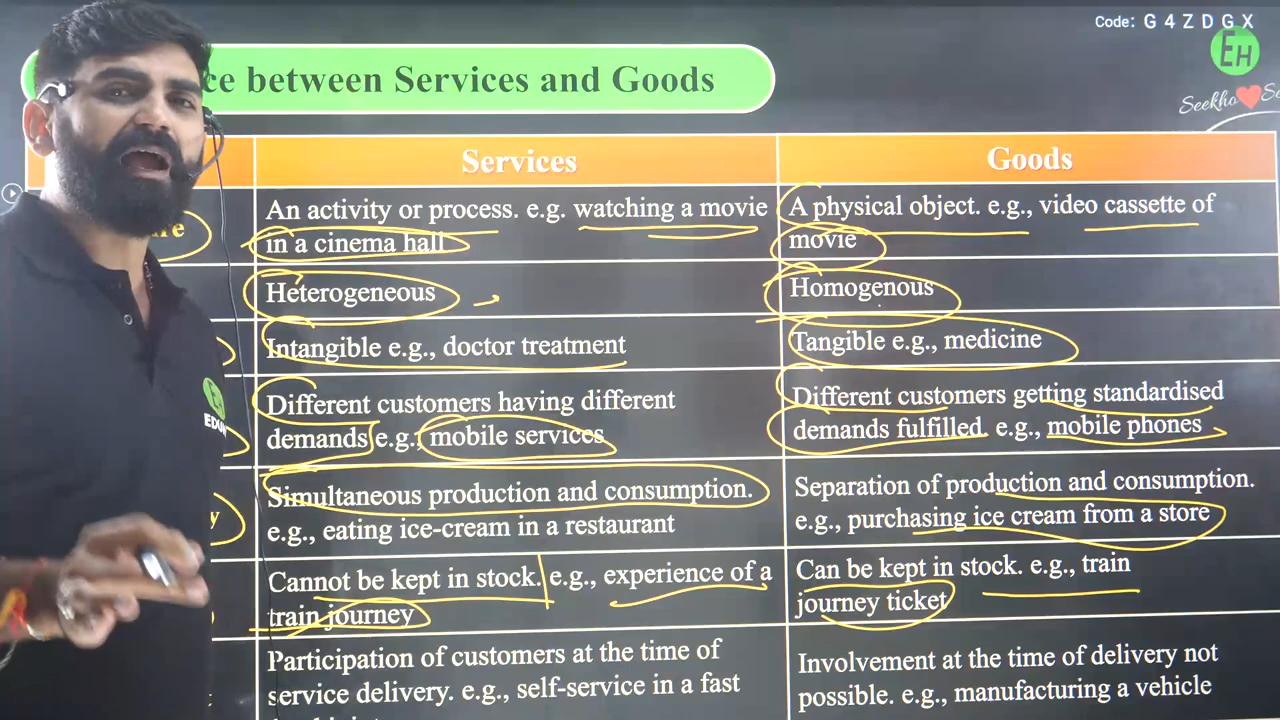 Code: G 4 Z D G X
EH
Seekho
ce between Services and Goods
Services
Goods
An activity or process. e.g. watching a movie
in a cinema hall
A physical object. e.g., video cassette of
movie
Heterogeneous
Homogenous
Intangible e.g., doctor treatment
Tangible e.g., medicine
Different customers having different
demands e.g., mobile services
Different customers getting standardised
demands fulfilled. e.g., mobile phones
y
Simultaneous production and consumption.
e.g., eating ice-cream in a restaurant
Separation of production and consumption.
e.g., purchasing ice cream from a store
Cannot be kept in stock. e.g., experience of a
train journey
Can be kept in stock. e.g., train
journey ticket
Participation of customers at the time of
service delivery. e.g., self-service in a fast
Involvement at the time of delivery not
possible. e.g., manufacturing a vehicle
EH
EDU